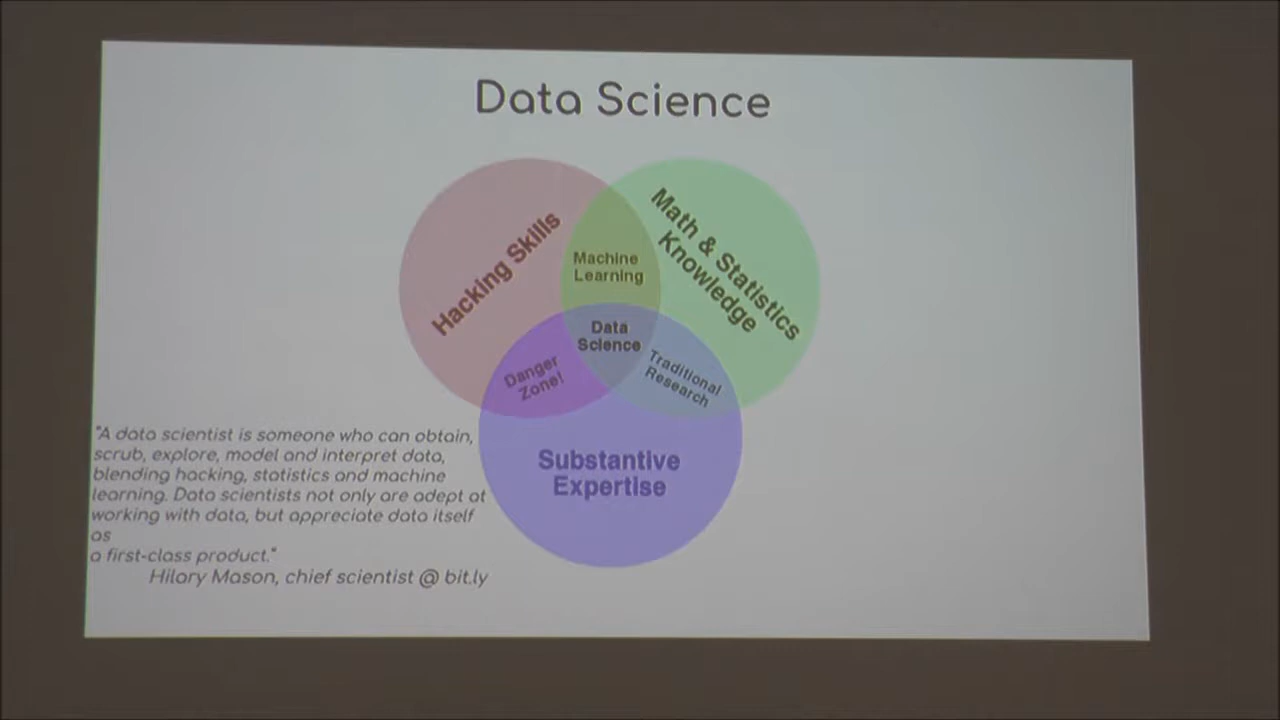 Data Science
Hacking Skills
Math & Statistics
Knowledge
Machine
Learning
Data
Science
Danger
Zone!
Traditional
Research
Substantive
Expertise
"A data scientist is someone who can obtain,
scrub, explore, model and interpret data,
blending hacking, statistics and machine
learning. Data scientists not only are adept at
working with data, but appreciate data itself
as
a first-class product."
Hilary Mason, chief scientist @ bit.ly